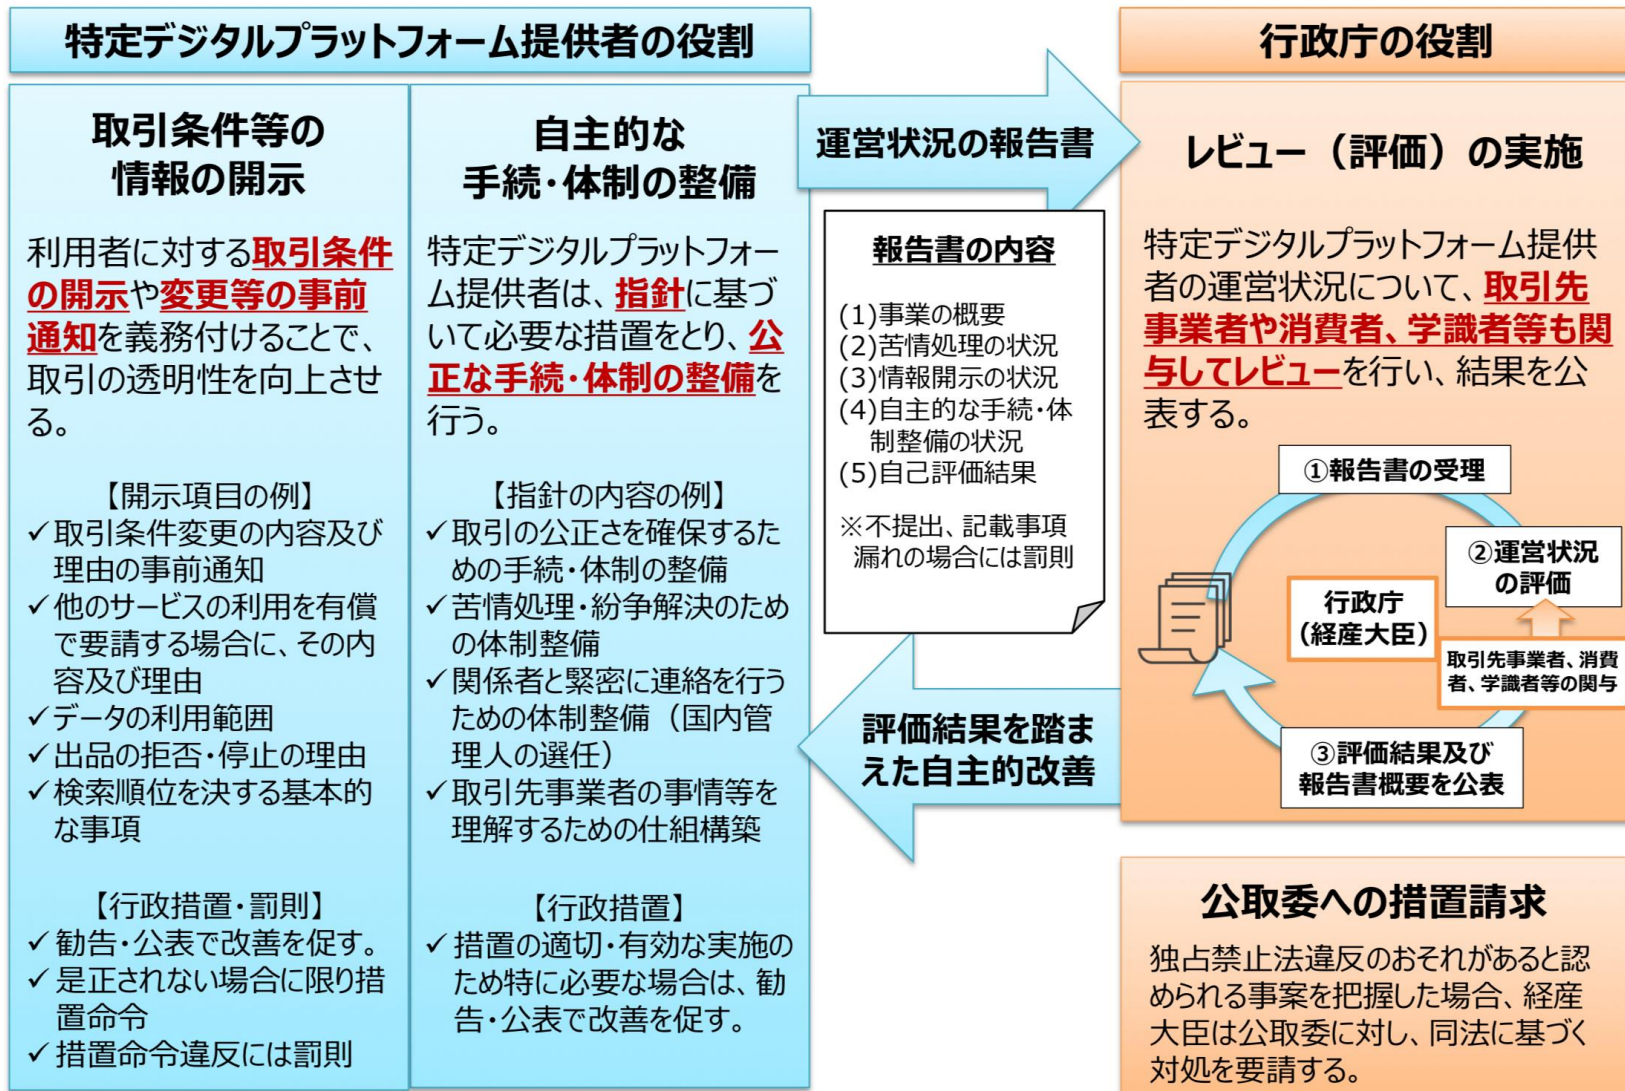 特定デジタルプラットフォーム提供者の役割
取引条件等の
情報の開示
利用者に対する取引条件
の開示や変更等の事前
通知を義務付けることで、
取引の透明性を向上させ
る。
【開示項目の例】
✓取引条件変更の内容及び
理由の事前通知
✓他のサービスの利用を有償
で要請する場合に、その内
容及び理由
✓データの利用範囲
✓出品の拒否・停止の理由
✓検索順位を決する基本的
な事項
【行政措置・罰則】
✓勧告・公表で改善を促す。
✓是正されない場合に限り措
置命令
✓措置命令違反には罰則
自主的な
手続・体制の整備
特定デジタルプラットフォー
ム提供者は、指針に基づ
いて必要な措置をとり、公
正な手続・体制の整備を
行う。
【指針の内容の例】
✓取引の公正さを確保するた
めの手続・体制の整備
✓苦情処理・紛争解決のため
の体制整備
✓関係者と緊密に連絡を行う
ための体制整備（国内管
理人の選任）
✓取引先事業者の事情等を
理解するための仕組構築
【行政措置】
✓措置の適切・有効な実施の
ため特に必要な場合は、勧
告・公表で改善を促す。
運営状況の報告書
報告書の内容
(1)事業の概要
(2)苦情処理の状況
(3)情報開示の状況
(4)自主的な手続・体
制整備の状況
(5)自己評価結果
※不提出、記載事項
漏れの場合には罰則
評価結果を踏ま
えた自主的改善
行政庁の役割
レビュー（評価）の実施
特定デジタルプラットフォーム提供
者の運営状況について、取引先
事業者や消費者、学識者等も関
与してレビューを行い、結果を公
表する。
①報告書の受理
②運営状況
の評価
行政庁
（経産大臣）
取引先事業者、消費
者、学識者等の関与
③評価結果及び
報告書概要を公表
公取委への措置請求
独占禁止法違反のおそれがあると認
められる事案を把握した場合、経産
大臣は公取委に対し、同法に基づく
対処を要請する。